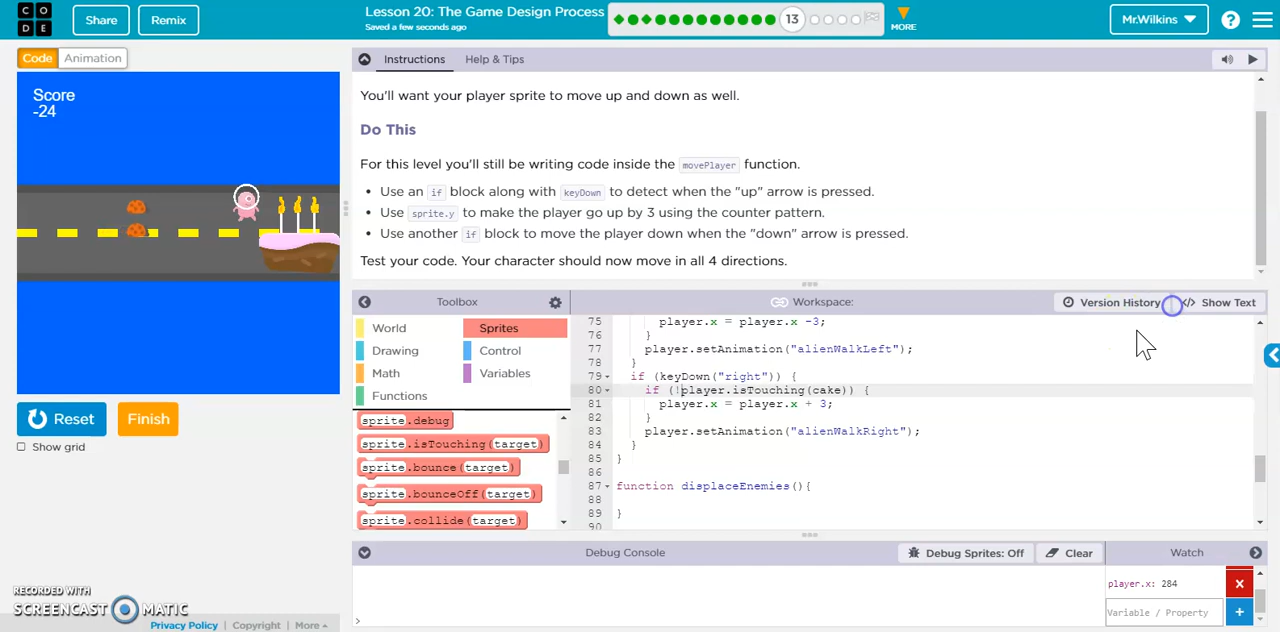 CO
DE
Share
Remix
Lesson 20: The Game Design Process
Saved a few seconds ago
13
MORE
Mr.Wilkins
?
Code
Animation
Score
-24
Instructions
Help & Tips
You'll want your player sprite to move up and down as well.
Do This
For this level you'll still be writing code inside the movePlayer function.
• Use an if block along with keyDown to detect when the "up" arrow is pressed.
• Use sprite.y to make the player go up by 3 using the counter pattern.
• Use another if block to move the player down when the "down" arrow is pressed.
Test your code. Your character should now move in all 4 directions.
Toolbox
Workspace:
Version History
</> Show Text
World
Sprites
Drawing
Control
Math
Variables
Functions
sprite.debug
sprite.isTouching(target)
sprite.bounce(target)
sprite.bounceOff(target)
sprite.collide(target)
75 player.x = player.x -3;
76 }
77 player.setAnimation("alienWalkLeft");
78 }
79 if (keyDown("right")) {
80 if (!player.isTouching(cake)) {
81 player.x = player.x + 3;
82 }
83 player.setAnimation("alienWalkRight");
84 }
85 }
86
87 function displaceEnemies(){
88
89 }
90
Reset
Finish
Show grid
Debug Console
Debug Sprites: Off
Clear
Watch
player.x: 284
Variable / Property
>
RECORDED WITH
SCREENCAST MATIC
Privacy Policy | Copyright | More